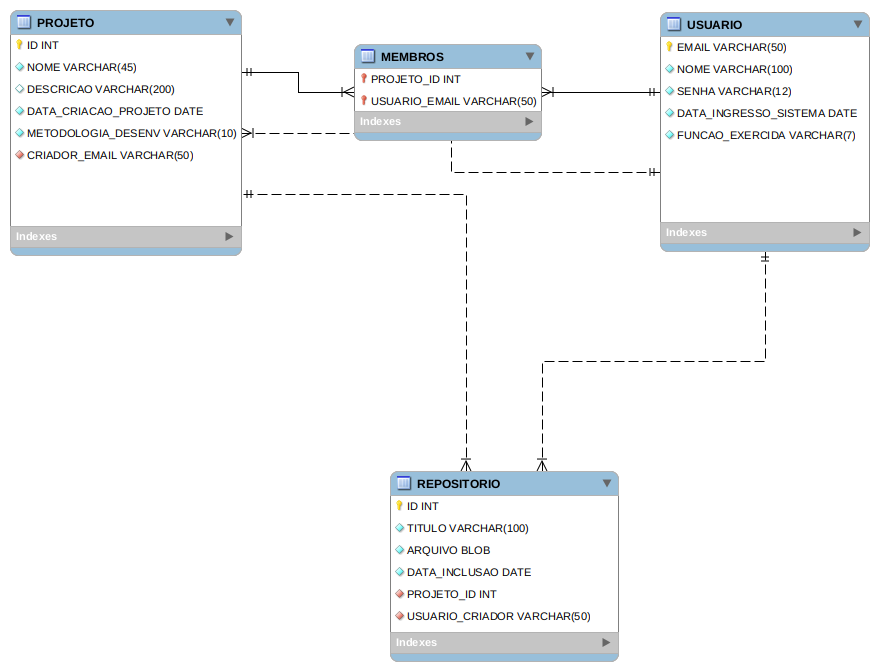 PROJETO
ID INT
NOME VARCHAR(45)
DESCRICAO VARCHAR(200)
DATA_CRIACAO_PROJETO DATE
METODOLOGIA_DESENV VARCHAR(10)
CRIADOR_EMAIL VARCHAR(50)
Indexes
MEMBROS
PROJETO_ID INT
USUARIO_EMAIL VARCHAR(50)
Indexes
USUARIO
EMAIL VARCHAR(50)
NOME VARCHAR(100)
SENHA VARCHAR(12)
DATA_INGRESSO_SISTEMA DATE
FUNCAO_EXERCIDA VARCHAR(7)
Indexes
REPOSITORIO
ID INT
TITULO VARCHAR(100)
ARQUIVO BLOB
DATA_INCLUSAO DATE
PROJETO_ID INT
USUARIO_CRIADOR VARCHAR(50)
Indexes